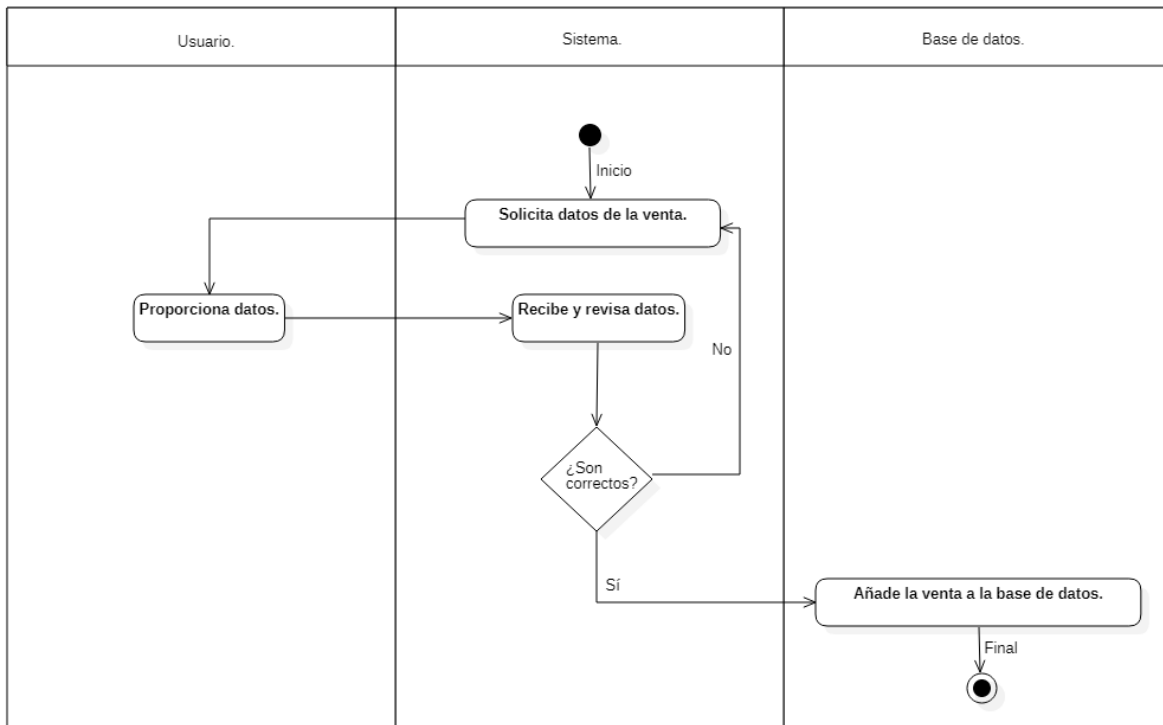 Usuario.
Sistema.
Base de datos.
Inicio
Solicita datos de la venta.
Proporciona datos.
Recibe y revisa datos.
No
¿Son
correctos?
Sí
Añade la venta a la base de datos.
Final